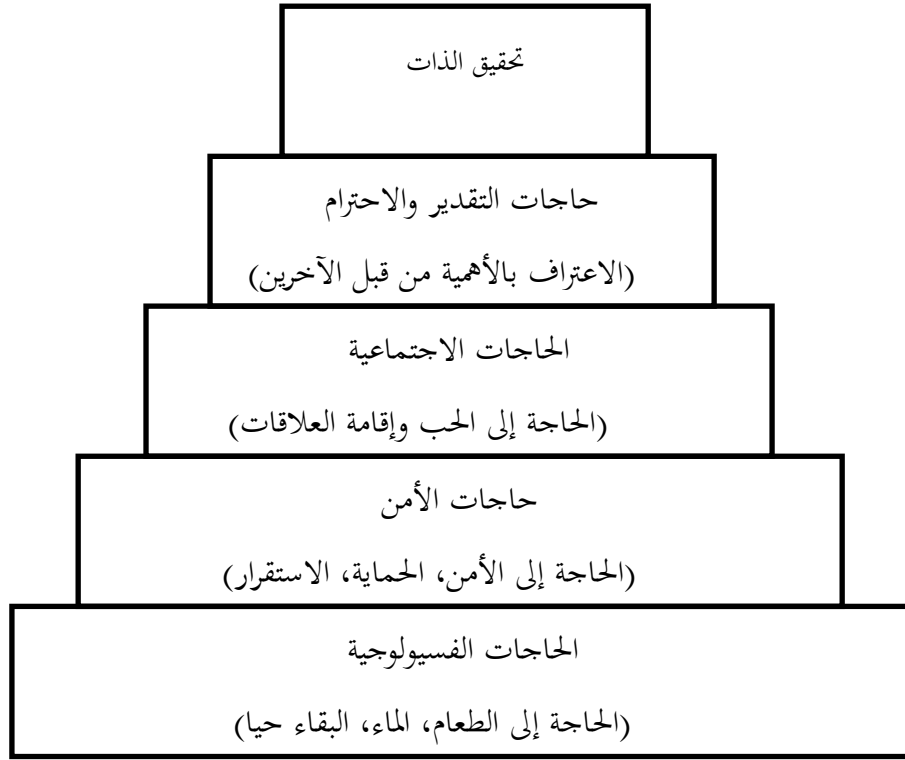 تحقيق الذات
حاجات التقدير والاحترام
(الاعتراف بالأهمية من قبل الآخرين)
الحاجات الاجتماعية
(الحاجة إلى الحب وإقامة العلاقات)
حاجات الأمن
(الحاجة إلى الأمن، الحماية، الاستقرار)
الحاجات الفسيولوجية
(الحاجة إلى الطعام، الماء، البقاء حيا)